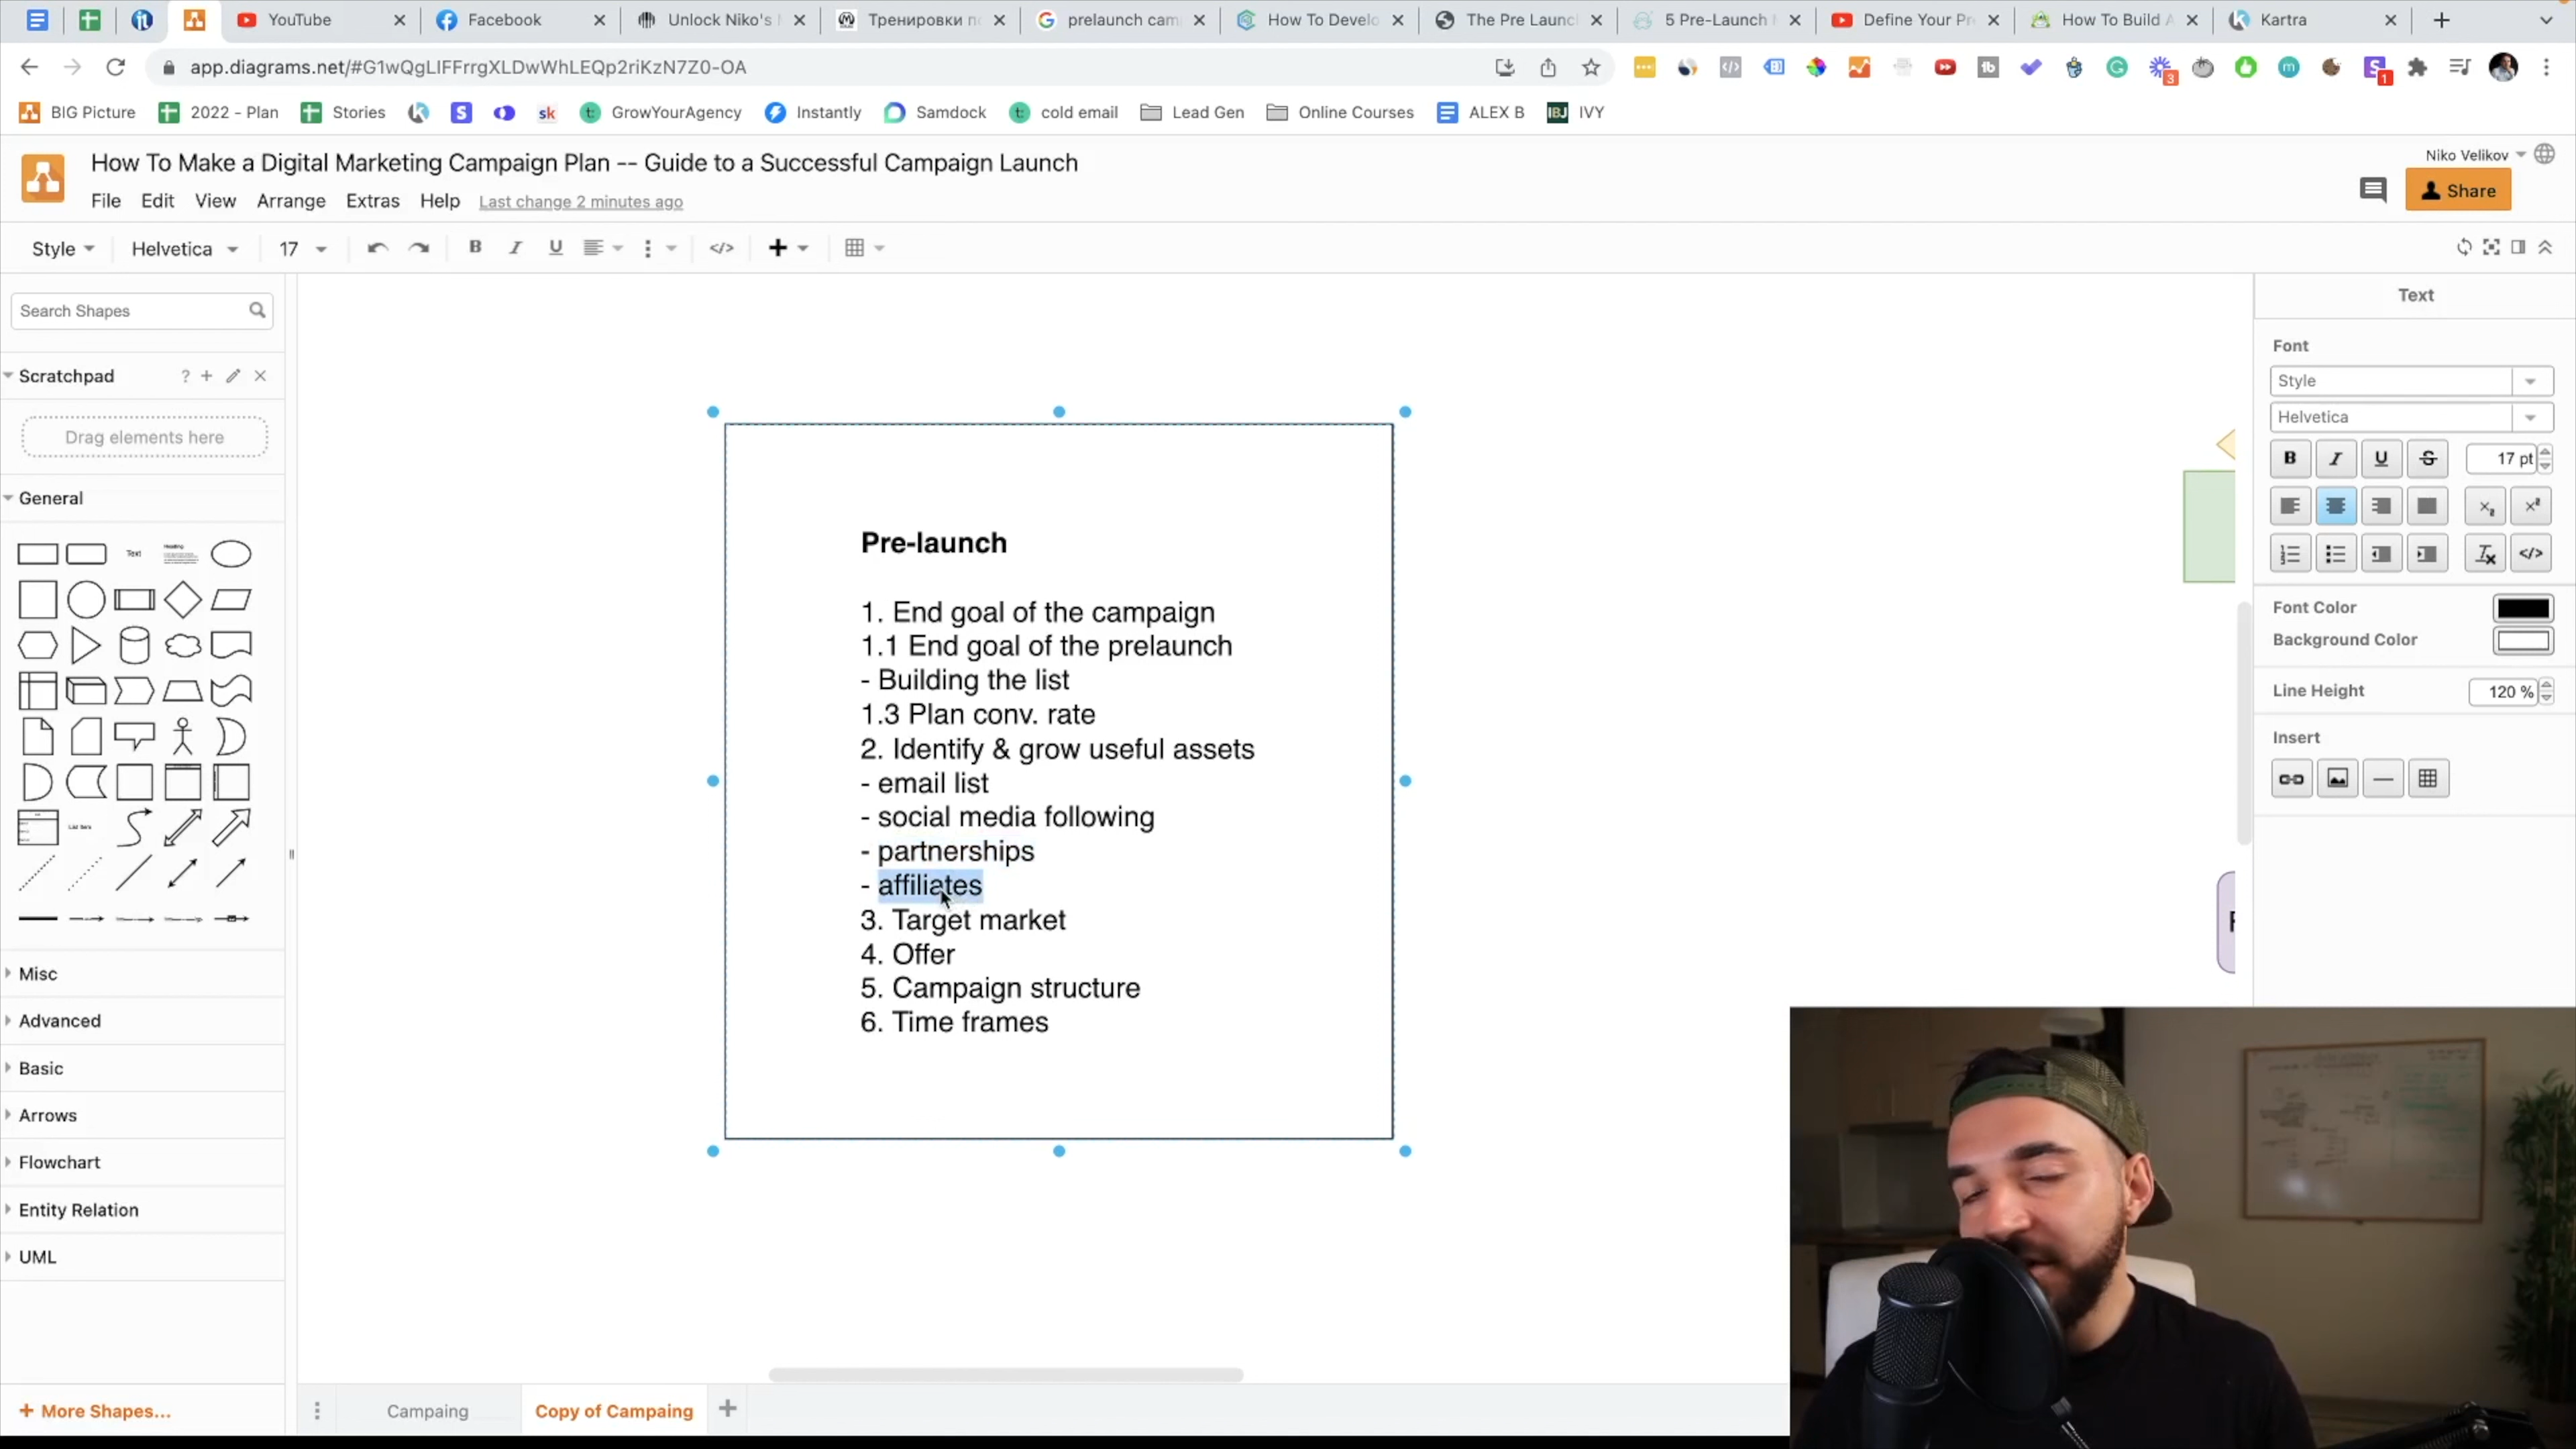 YouTube
Facebook
Unlock Niko's
Тренировки п
prelaunch cam
How To Develo
The Pre Launc
5 Pre-Launch
Define Your Pr
How To Build A
Kartra
app.diagrams.net/#G1wQgLIFFrrgXLDwWhLEQp2riKzN7Z0-OA
BIG Picture
2022 - Plan
Stories
sk
GrowYourAgency
Instantly
Samdock
cold email
Lead Gen
Online Courses
ALEX B
IBJ
IVY
How To Make a Digital Marketing Campaign Plan -- Guide to a Successful Campaign Launch
Niko Velikov
Share
File Edit View Arrange Extras Help Last change 2 minutes ago
Style Helvetica 17
Search Shapes
Scratchpad
Drag elements here
General
Text
Heading
List Item
Misc
Advanced
Basic
Arrows
Flowchart
Entity Relation
UML
+ More Shapes...
Pre-launch
1. End goal of the campaign
1.1 End goal of the prelaunch
- Building the list
1.3 Plan conv. rate
2. Identify & grow useful assets
- email list
- social media following
- partnerships
- affiliates
3. Target market
4. Offer
5. Campaign structure
6. Time frames
Campaing
Copy of Campaing
Text
Font
Style
Helvetica
17 pt
Font Color
Background Color
Line Height
120 %
Insert